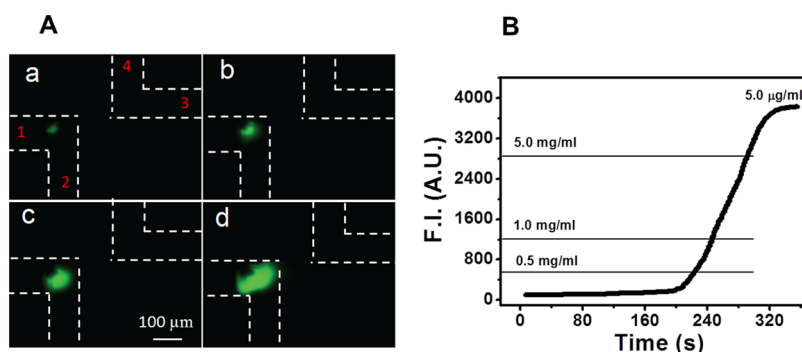 A
B
a
4
3
1
2
b
c
100 µm
d
F.I. (A.U.)
4000
3200
2400
1600
800
0
5.0 µg/ml
5.0 mg/ml
1.0 mg/ml
0.5 mg/ml
0
80
160
240
320
Time (s)